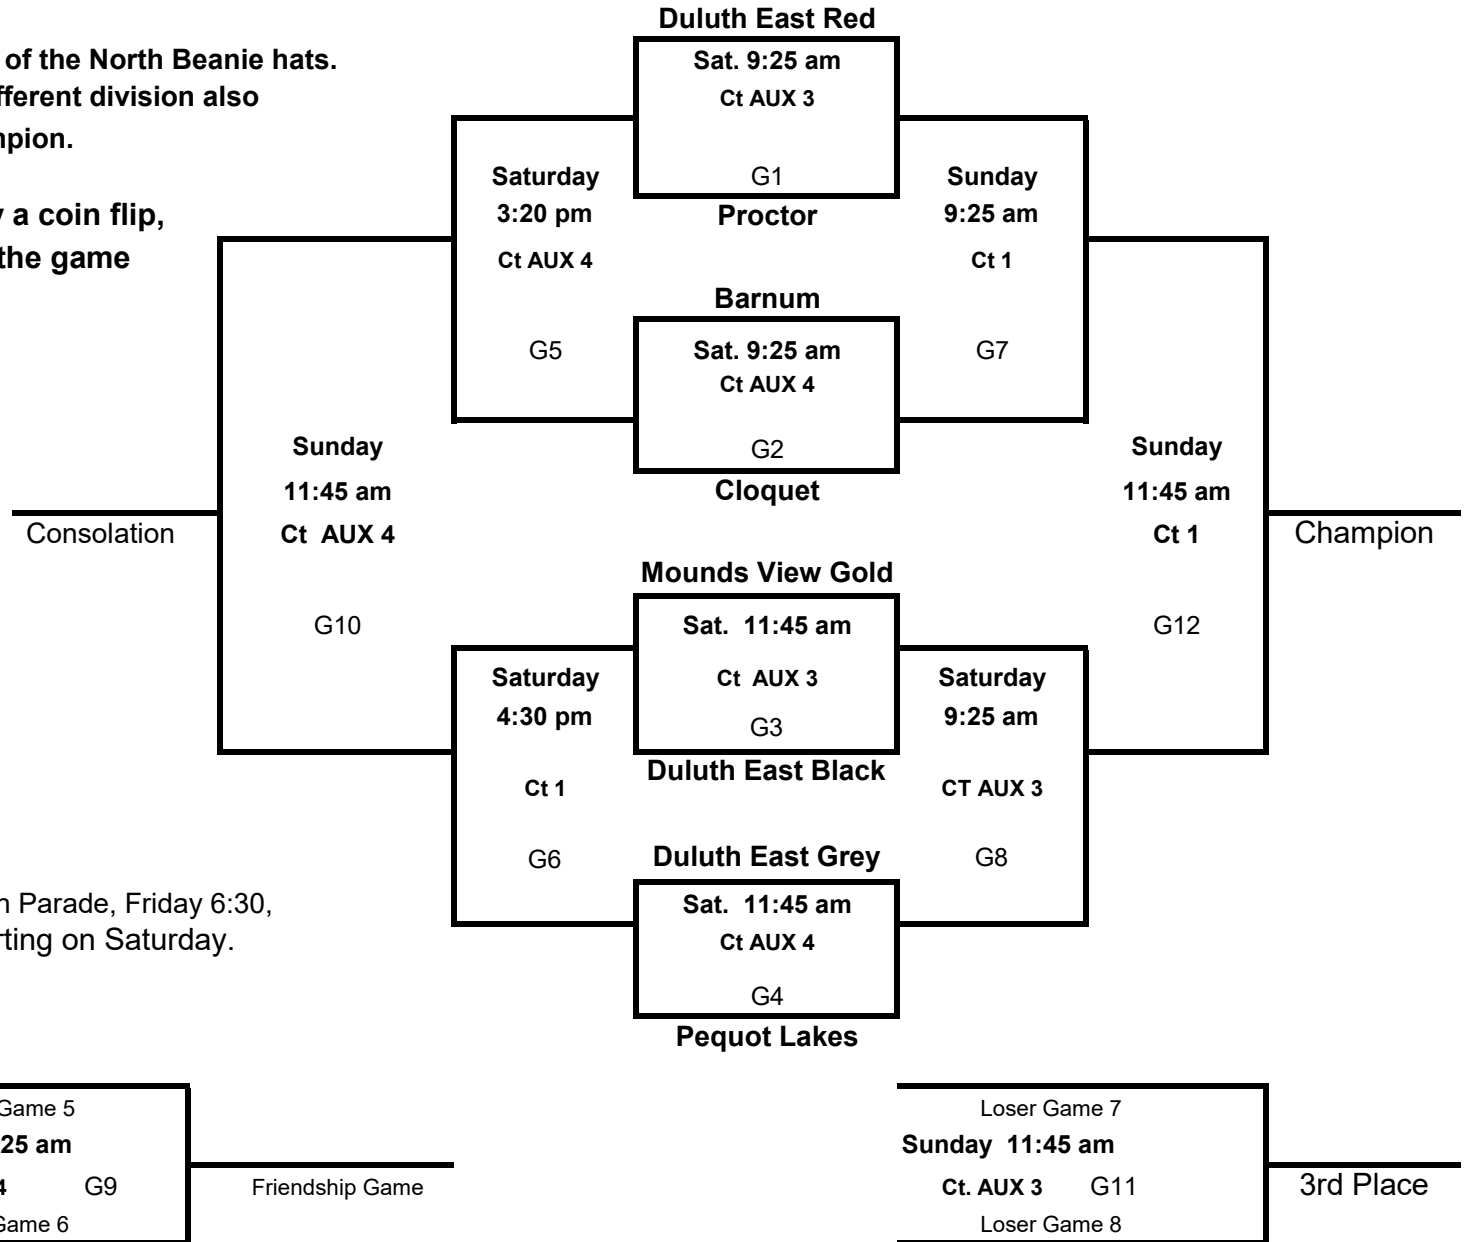 Duluth East Red
of the North Beanie hats.
Sat. 9:25 am
fferent division also
Ct AUX 3
npion.
Saturday
G1
Sunday
a coin flip,
3:20 pm
Proctor
9:25 am
the game
Ct AUX 4
Ct 1
Barnum
G5
Sat. 9:25 am
G7
Ct AUX 4
Sunday
G2
Sunday
11:45 am
Cloquet
11:45 am
Consolation
Ct AUX 4
Ct 1
Champion
Mounds View Gold
G10
Sat. 11:45 am
G12
Saturday
Ct AUX 3
Saturday
4:30 pm
G3
9:25 am
Duluth East Black
Ct 1
CT AUX 3
G6
Duluth East Grey
G8
n Parade, Friday 6:30,
Sat. 11:45 am
rting on Saturday.
Ct AUX 4
G4
Pequot Lakes
Game 5
Loser Game 7
25 am
Sunday 11:45 am
4 G9
Friendship Game
Ct. AUX 3 G11
3rd Place
Game 6
Loser Game 8